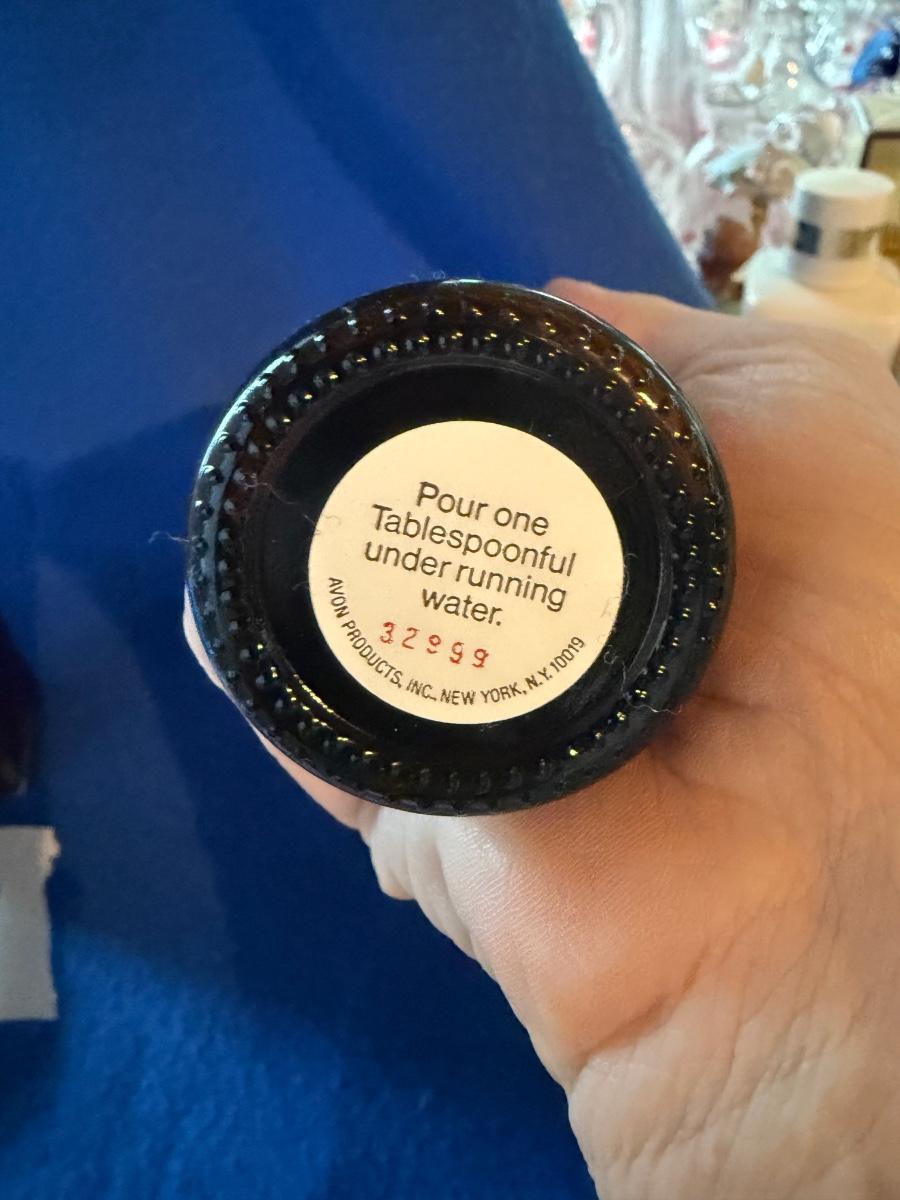 Pour one
Tablespoonful
under running
water.
32999
AVON PRODUCTS, INC., NEW YORK, N.Y. 10019